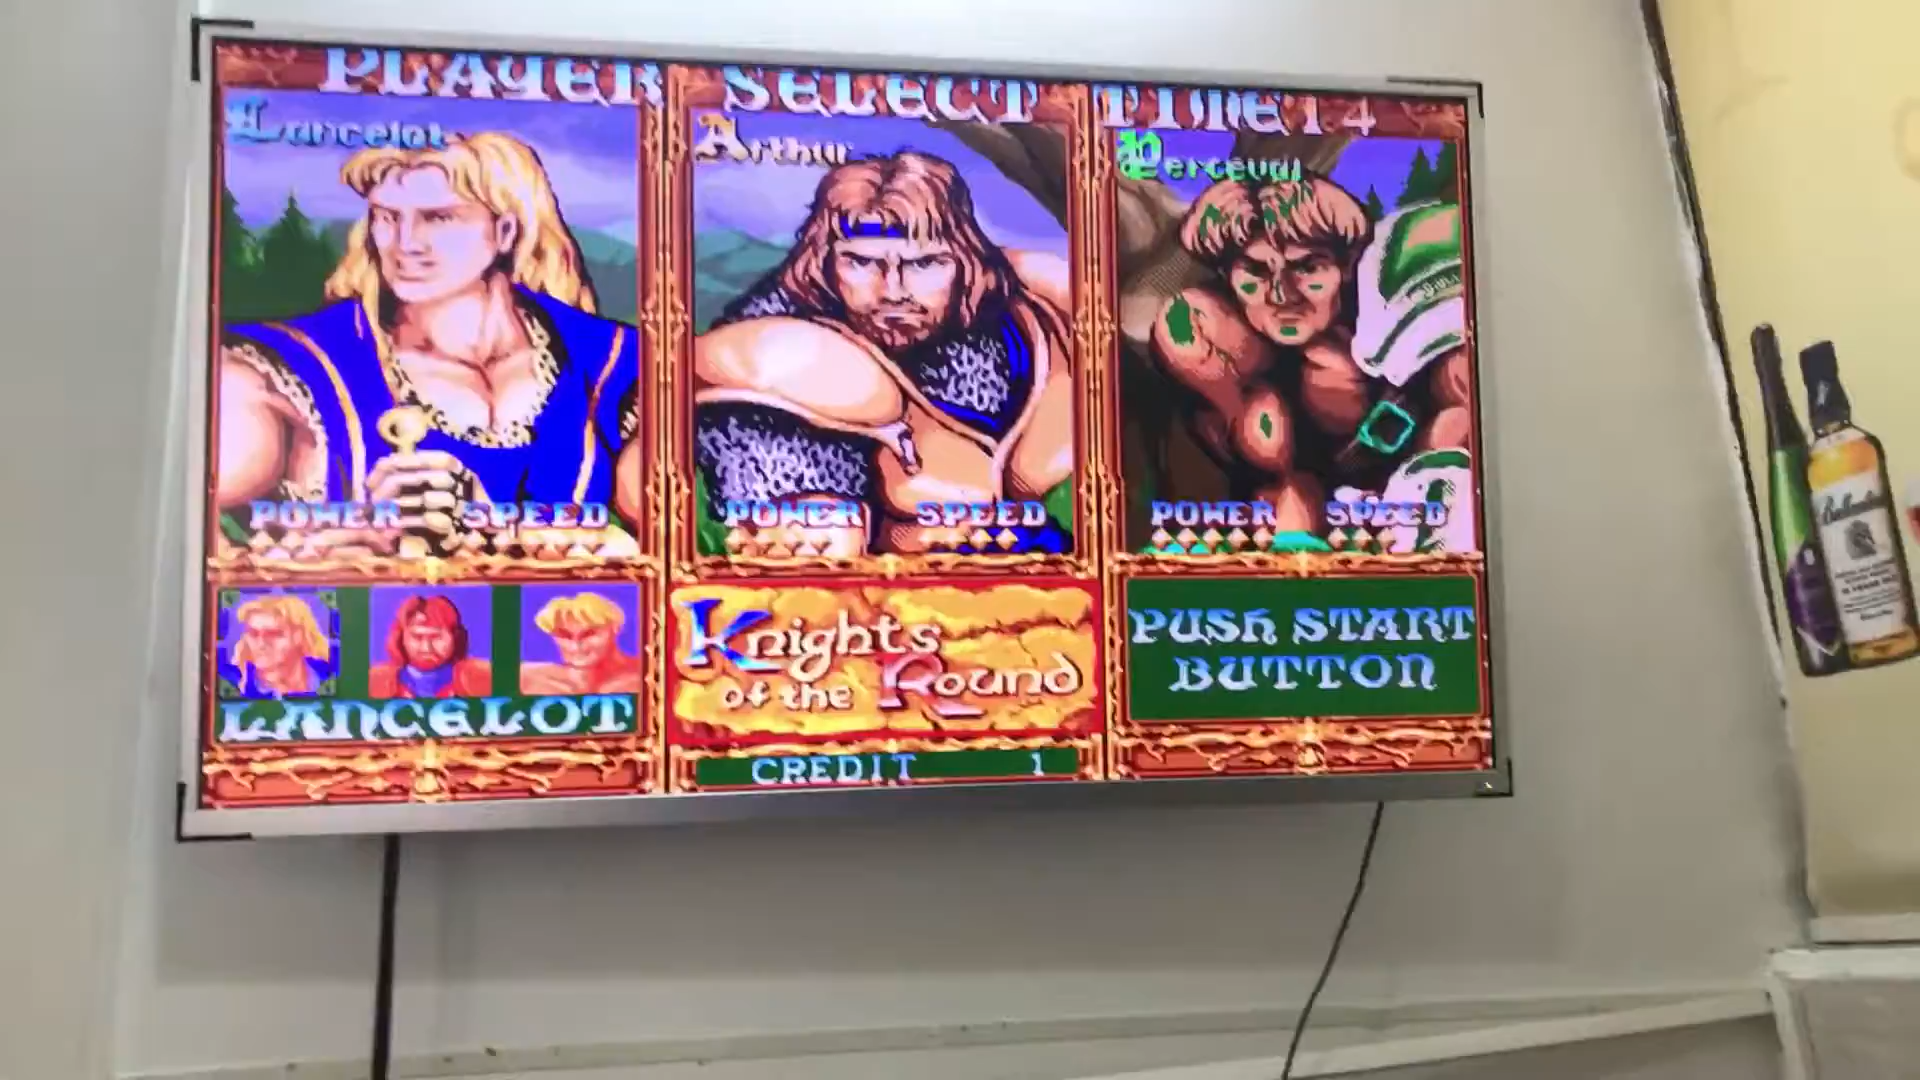 PLAYER SELECT TIME 14
Lancelot
Arthur
Perceval
POWER SPEED
POWER SPEED
POWER SPEED
LANCELOT
Knights
of the Round
CREDIT 1
PUSH START
BUTTON
Ballantine's